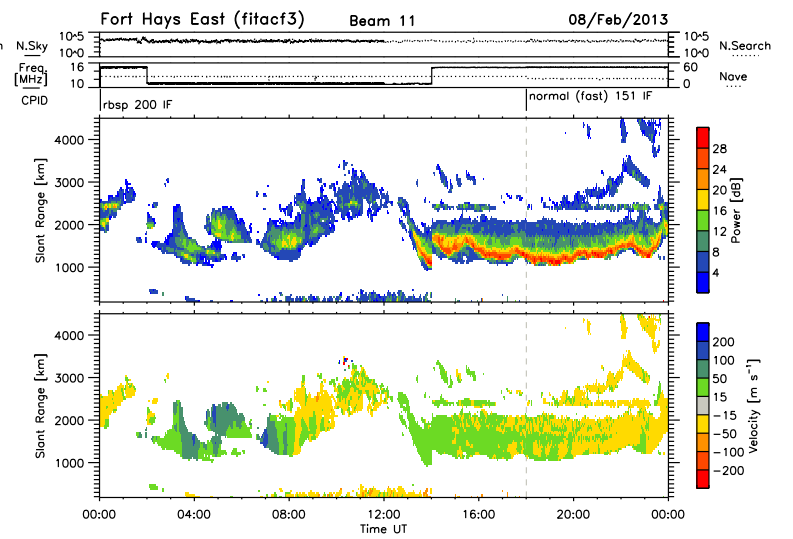 Fort Hays East (fitacf3) Beam 11 08/Feb/2013
N.Sky 10^5 10^5 N.Search
10^0 10^0
Freq. 16 60 Nave
[MHz] 10 0
CPID rbsp 200 IF normal (fast) 151 IF
Slant Range [km]
4000
3000
2000
1000
Power [dB]
28
24
20
16
12
8
4
Slant Range [km]
4000
3000
2000
1000
Velocity [m s⁻¹]
200
100
50
15
−15
−50
−100
−200
00:00 04:00 08:00 12:00 16:00 20:00 00:00
Time UT